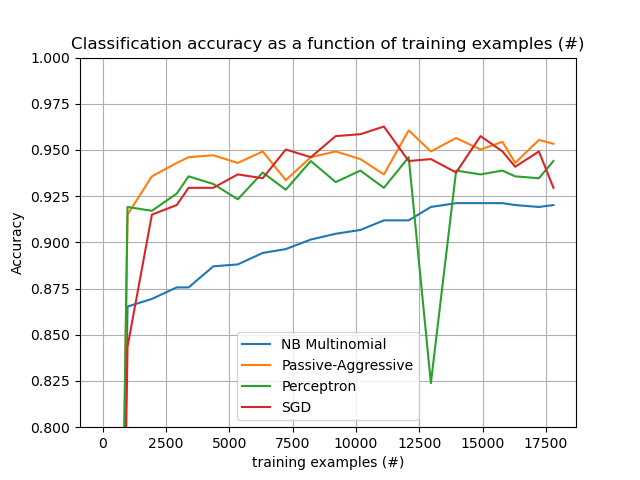 Classification accuracy as a function of training examples (#)
1.000
0.975
0.950
0.925
0.900
0.875
0.850
0.825
0.800
Accuracy
NB Multinomial
Passive-Aggressive
Perceptron
SGD
0 2500 5000 7500 10000 12500 15000 17500
training examples (#)